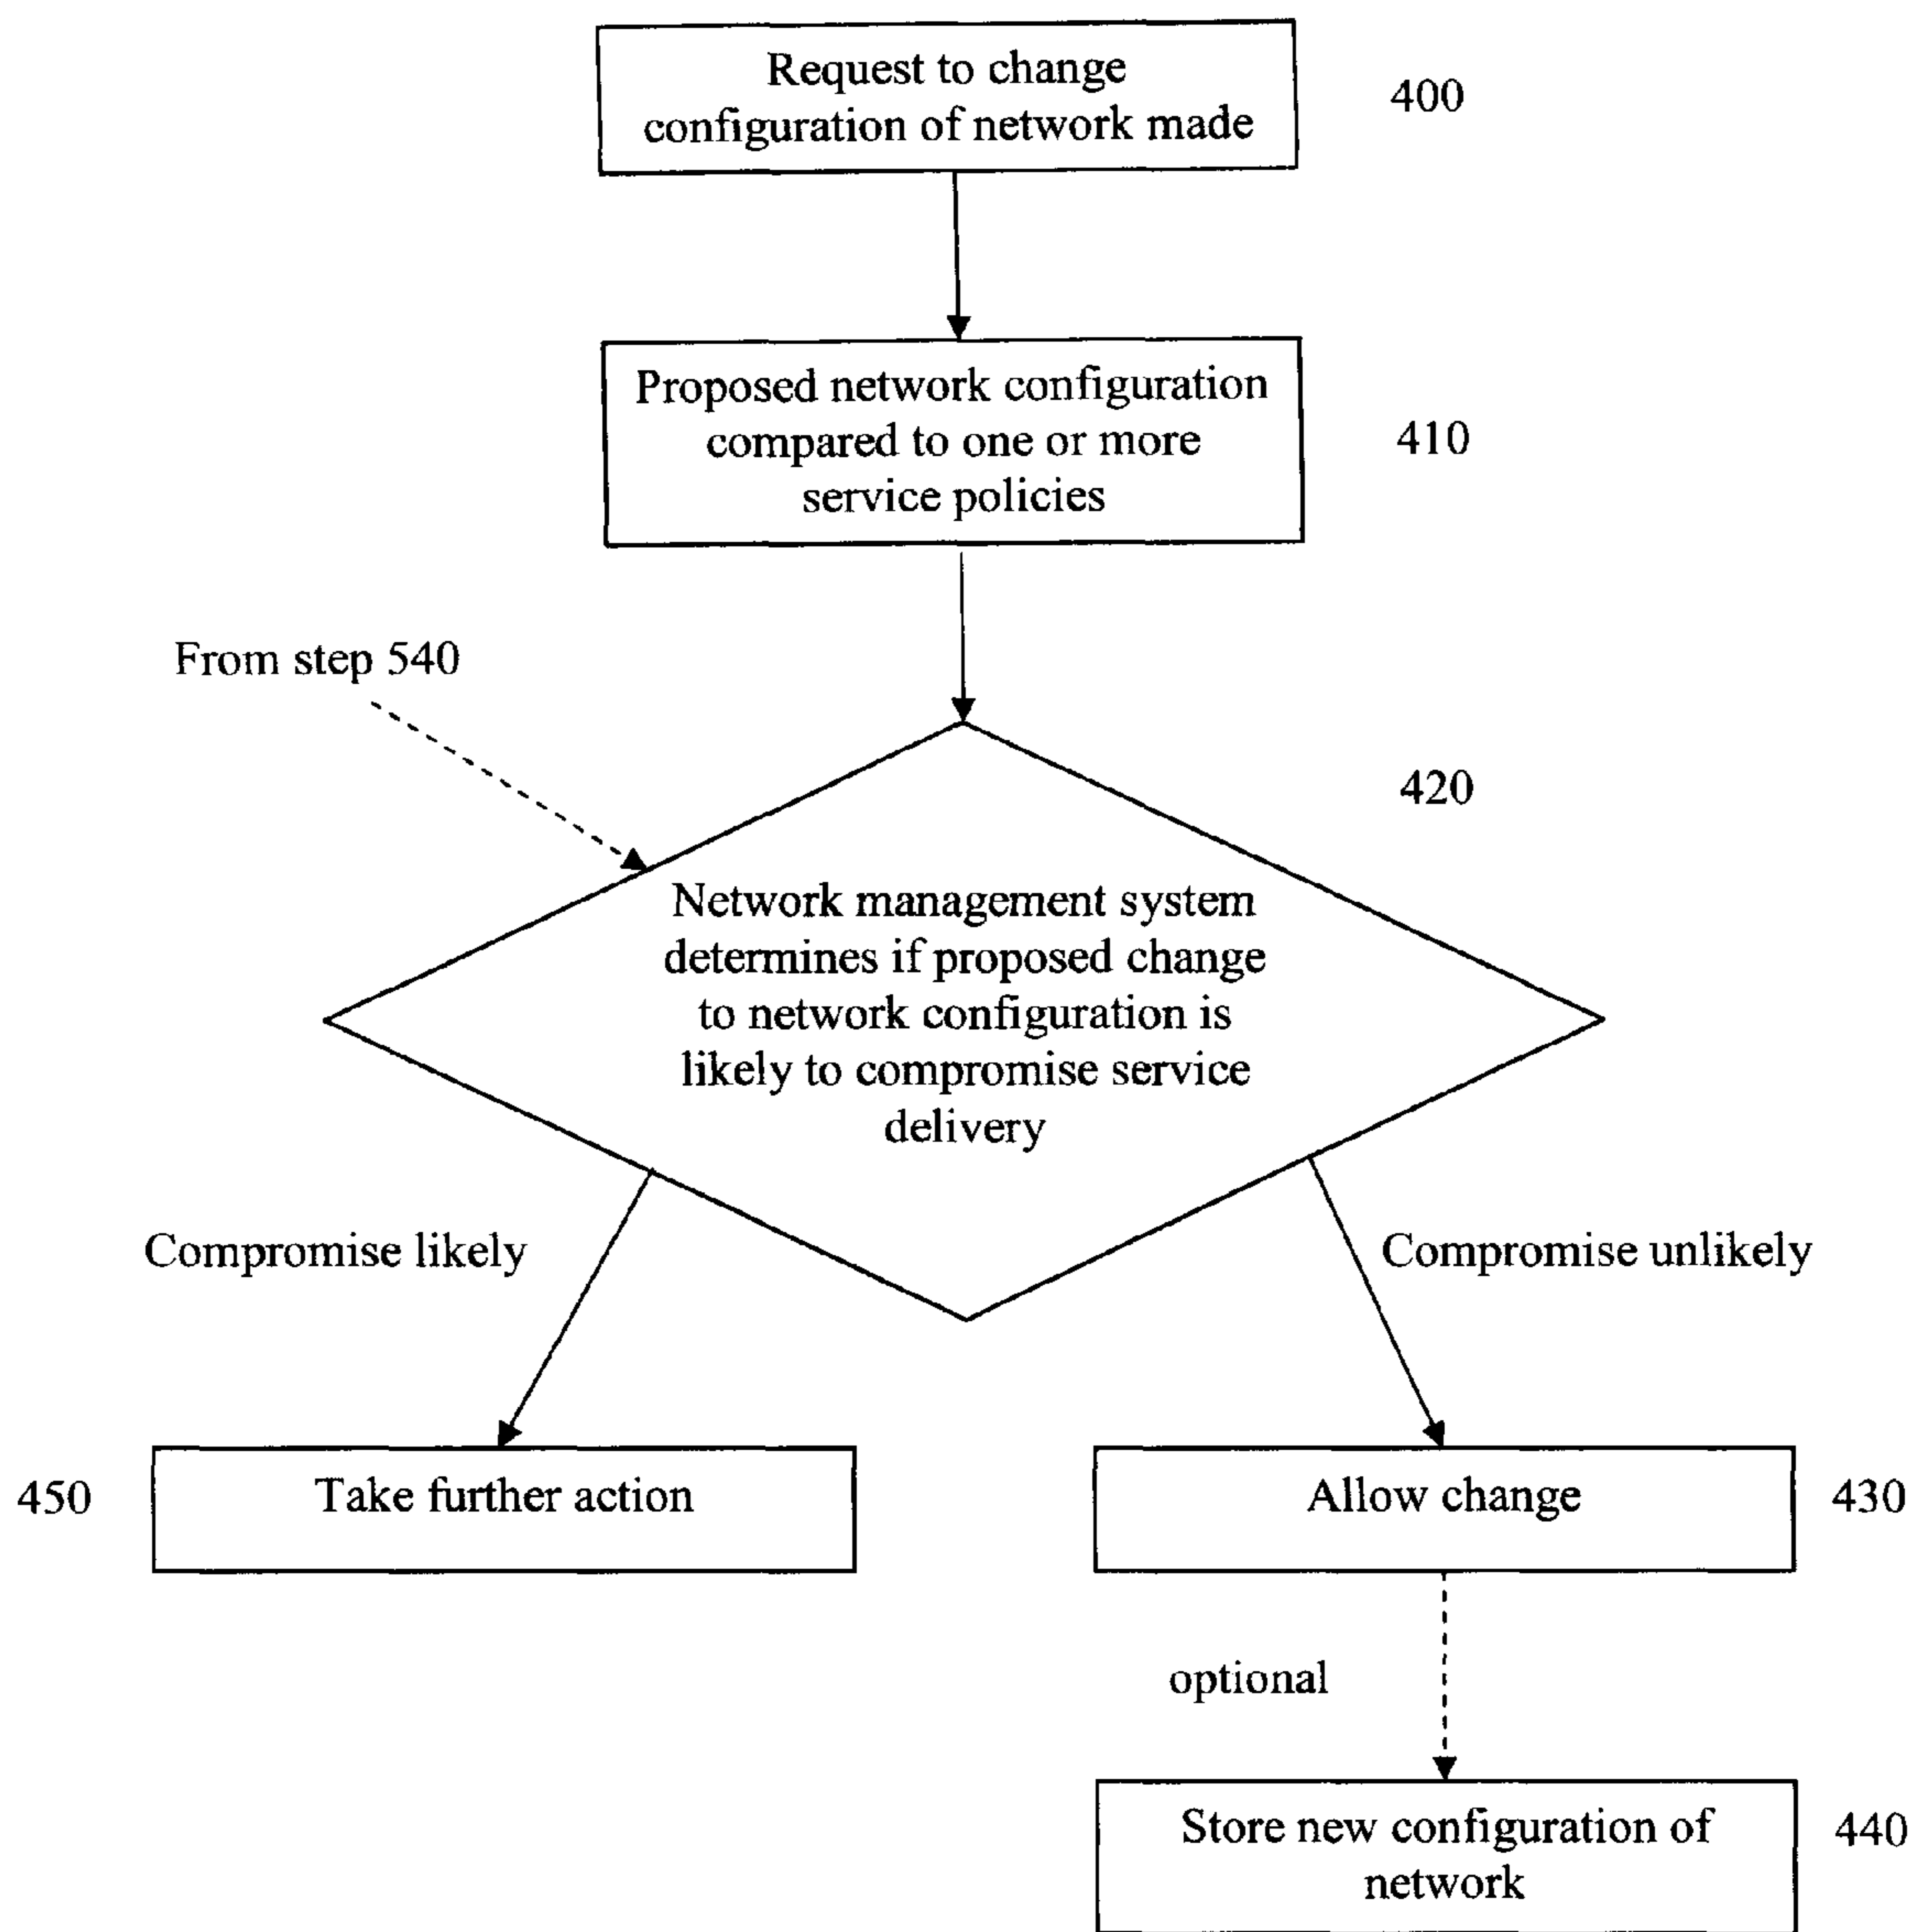 Request to change
configuration of network made
400
Proposed network configuration
compared to one or more
service policies
410
From step 540
420
Network management system
determines if proposed change
to network configuration is
likely to compromise service
delivery
Compromise likely
Compromise unlikely
450
Take further action
Allow change
430
optional
Store new configuration of
network
440